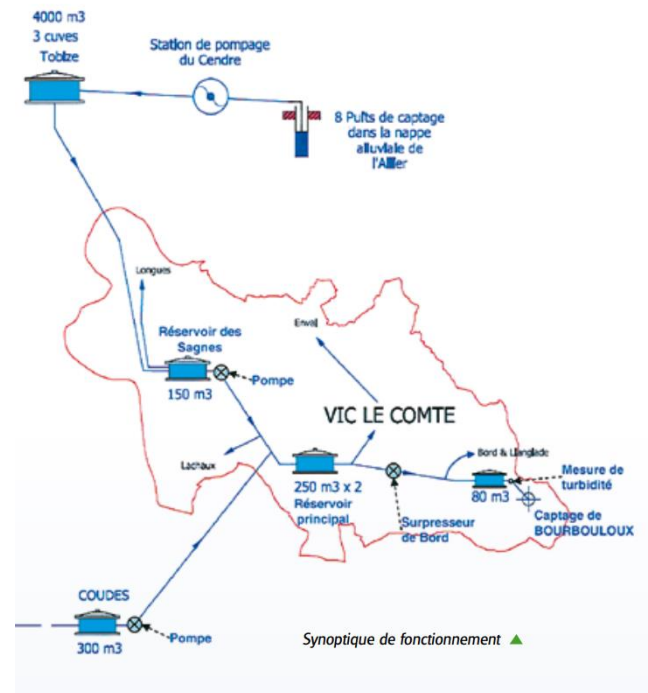 4000 m3
3 cuves
Tobize
Station de pompage
du Cendre
8 Puits de captage
dans la nappe
alluviale de
l'Allier
Longues
Enval
Réservoir des
Sagnes
150 m3
Pompe
VIC LE COMTE
Lachaux
250 m3 x 2
Réservoir
principal
Bord & Llanglade
80 m3
Mesure de
turbidité
Surpresseur
de Bord
Captage de
BOURBOULOUX
COUDES
300 m3
Pompe
Synoptique de fonctionnement